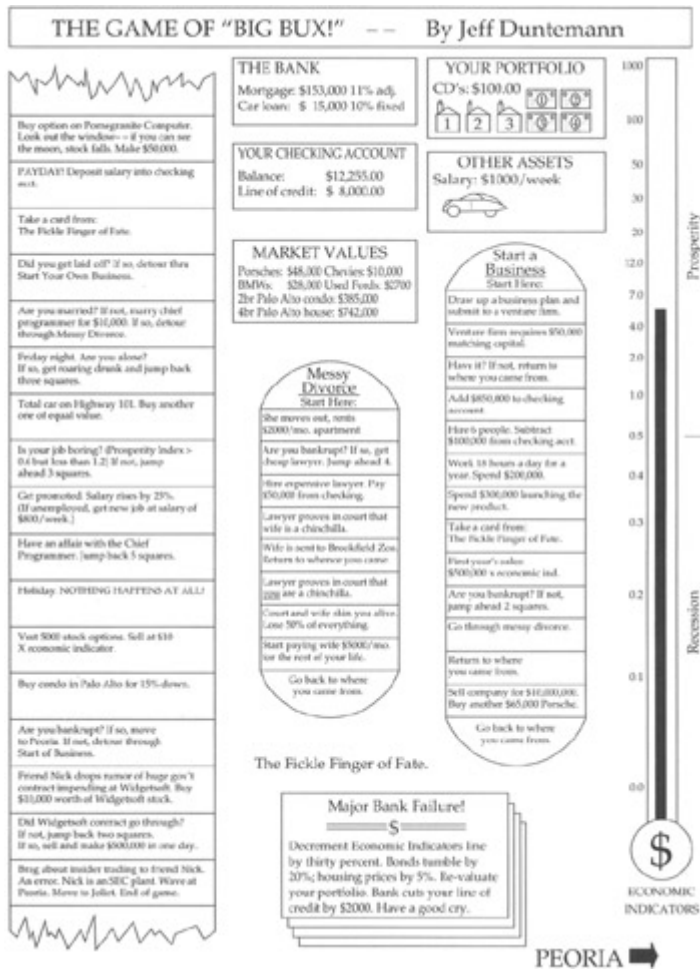 THE GAME OF "BIG BUX!" -- By Jeff Duntemann
Buy option on Pomegranite Computer.
Look out the window-- if you can see
the moon, stock falls. Make $50,000.
PAYDAY! Deposit salary into checking
acct.
Take a card from:
The Fickle Finger of Fate.
Did you get laid off? If so, detour thru
Start Your Own Business.
Are you married? If not, marry chief
programmer for $10,000. If so, detour
through Messy Divorce.
Friday night. Are you alone?
If so, get roaring drunk and jump back
three squares.
Total car on Highway 101. Buy another
one of equal value.
Is your job boring? (Prosperity Index >
0.6 but less than 1.2) If not, jump
ahead 3 squares.
Get promoted. Salary rises by 25%.
(If unemployed, get new job at salary of
$800/week.)
Have an affair with the Chief
Programmer. Jump back 5 squares.
Holiday. NOTHING HAPPENS AT ALL!
Vest 5000 stock options. Sell at $10
X economic indicator.
Buy condo in Palo Alto for 15% down.
Are you bankrupt? If so, move
to Peoria. If not, detour through
Start of Business.
Friend Nick drops rumor of huge gov't
contract impending at Widgetsoft. Buy
$10,000 worth of Widgetsoft stock.
Did Widgetsoft contract go through?
If not, jump back two squares.
If so, sell and make $500,000 in one day.
Brag about insider trading to friend Nick.
An error. Nick is an SEC plant. Wave at
Peoria. Move to Joliet. End of game.
THE BANK
Mortgage: $153,000 11% adj.
Car loan: $ 15,000 10% fixed
YOUR CHECKING ACCOUNT
Balance: $12,255.00
Line of credit: $ 8,000.00
MARKET VALUES
Porsches: $48,000 Chevies: $10,000
BMWs: $28,000 Used Fords: $2700
2br Palo Alto condo: $385,000
4br Palo Alto house: $742,000
YOUR PORTFOLIO
CD's: $100.00
1 2 3
OTHER ASSETS
Salary: $1000/week
Messy
Divorce
Start Here:
She moves out, rents
$2000/mo. apartment
Are you bankrupt? If so, get
cheap lawyer. Jump ahead 4.
Hire expensive lawyer. Pay
$50,000 from checking.
Lawyer proves in court that
wife is a chinchilla.
Wife is sent to Brookfield Zoo.
Return to whence you came
Lawyer proves in court that
you are a chinchilla.
Court and wife skin you alive.
Lose 50% of everything.
Start paying wife $5000/mo.
for the rest of your life.
Go back to where
you came from.
Start a
Business
Start Here:
Draw up a business plan and
submit to a venture firm.
Venture firm requires $50,000
matching capital.
Have it? If not, return to
where you came from.
Add $850,000 to checking
account.
Hire 6 people. Subtract
$100,000 from checking acct.
Work 18 hours a day for a
year. Spend $200,000.
Spend $300,000 launching the
new product.
Take a card from:
The Fickle Finger of Fate.
First year's sales:
$500,000 x economic ind.
Are you bankrupt? If not,
jump ahead 2 squares.
Go through messy divorce.
Return to where
you came from.
Sell company for $10,000,000.
Buy another $65,000 Porsche.
Go back to where
you came from.
The Fickle Finger of Fate.
Major Bank Failure!
$
Decrement Economic Indicators line
by thirty percent. Bonds tumble by
20%; housing prices by 5%. Re-valuate
your portfolio. Bank cuts your line of
credit by $2000. Have a good cry.
1000
100
50
30
20
12.0
7.0
4.0
2.0
1.0
0.5
0.4
0.3
0.2
0.1
0.0
Prosperity
Recession
$
ECONOMIC
INDICATORS
PEORIA